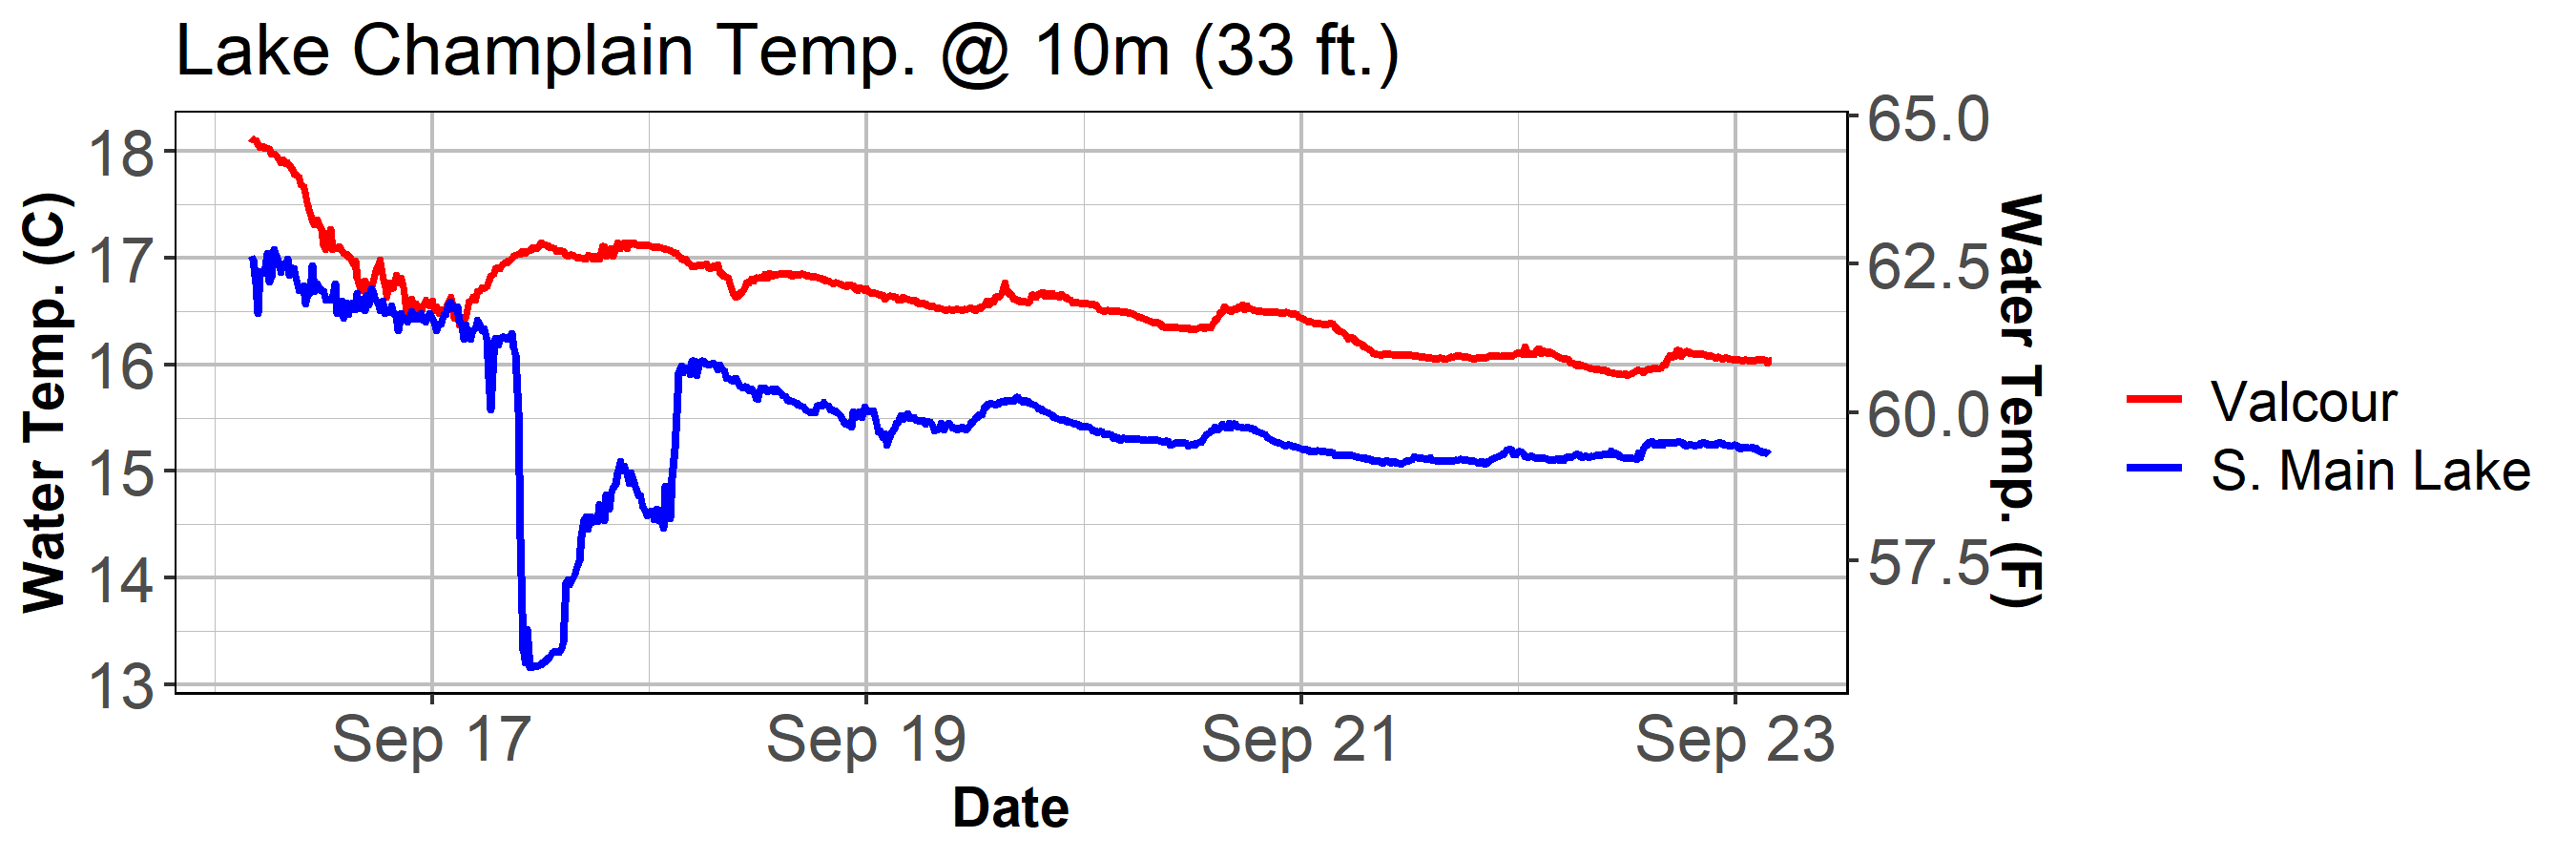 Lake Champlain Temp. @ 10m (33 ft.)
Water Temp. (C)
18
17
16
15
14
13
65.0
62.5
60.0
57.5
Water Temp. (F)
Sep 17
Sep 19
Sep 21
Sep 23
Date
Valcour
S. Main Lake